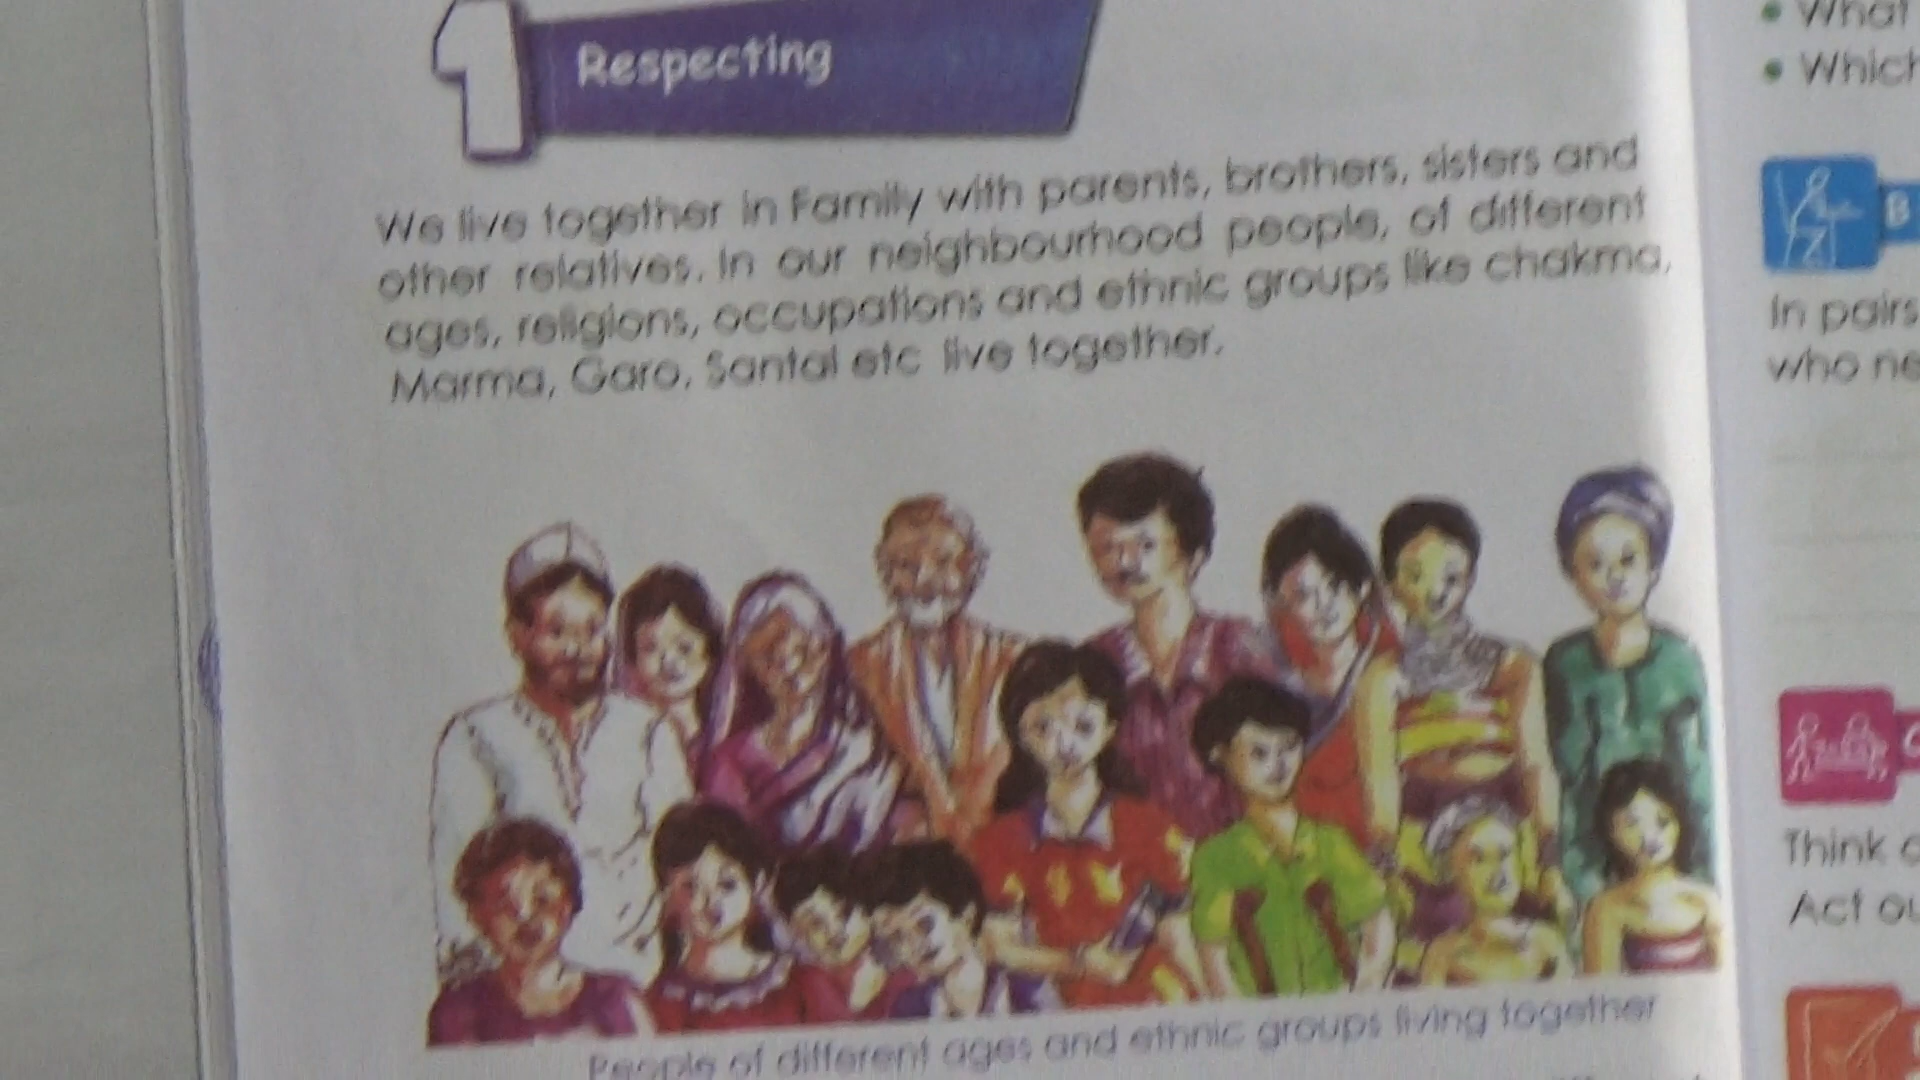 1 Respecting
We live together in Family with parents, brothers, sisters and
other relatives. In our neighbourhood people, of different
ages, religions, occupations and ethnic groups like chakma,
Marma, Garo, Santal etc live together.
People of different ages and ethnic groups living together
• What
• Which
B
In pairs
who ne
C
Think
Act ou